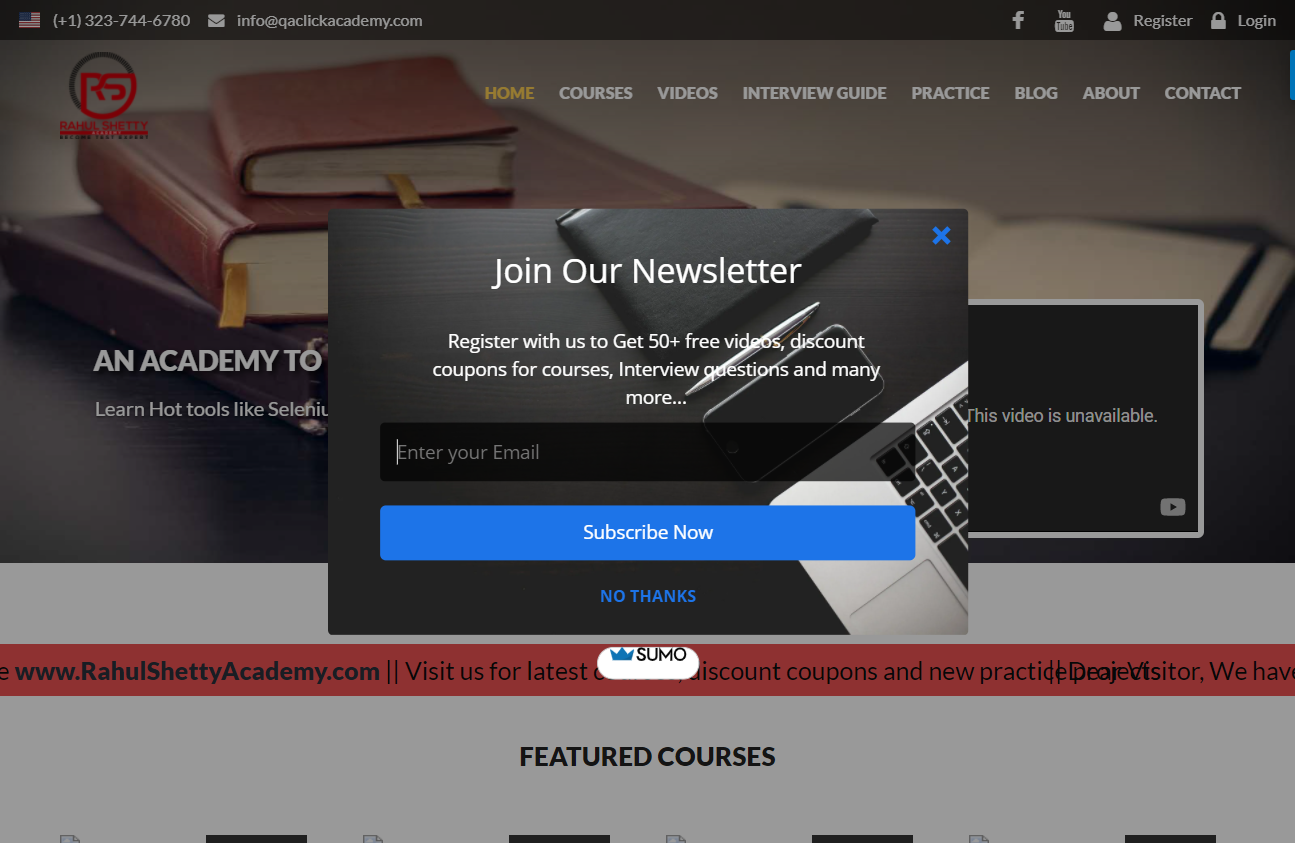 (+1) 323-744-6780 info@qaclickacademy.com
You
Tube
Register Login
RS
RAHUL SHETTY
ACADEMY
HOME COURSES VIDEOS INTERVIEW GUIDE PRACTICE BLOG ABOUT CONTACT
Join Our Newsletter
Register with us to Get 50+ free videos, discount
coupons for courses, Interview questions and many
more...
AN ACADEMY TO
Learn Hot tools like Seleniu
This video is unavailable.
Enter your Email
Subscribe Now
NO THANKS
SUMO
e www.RahulShettyAcademy.com || Visit us for latest discount coupons and new practice projects || Dear Visitor, We have
FEATURED COURSES